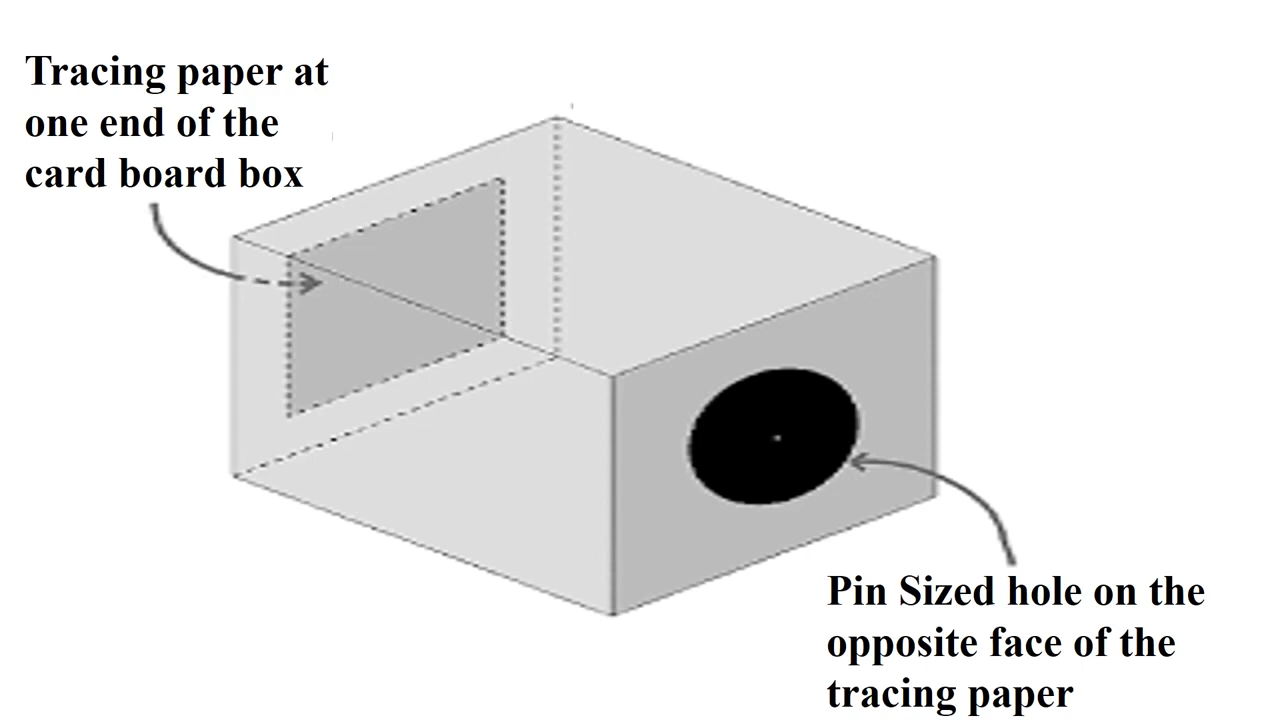 Tracing paper at
one end of the
card board box
Pin Sized hole on the
opposite face of the
tracing paper